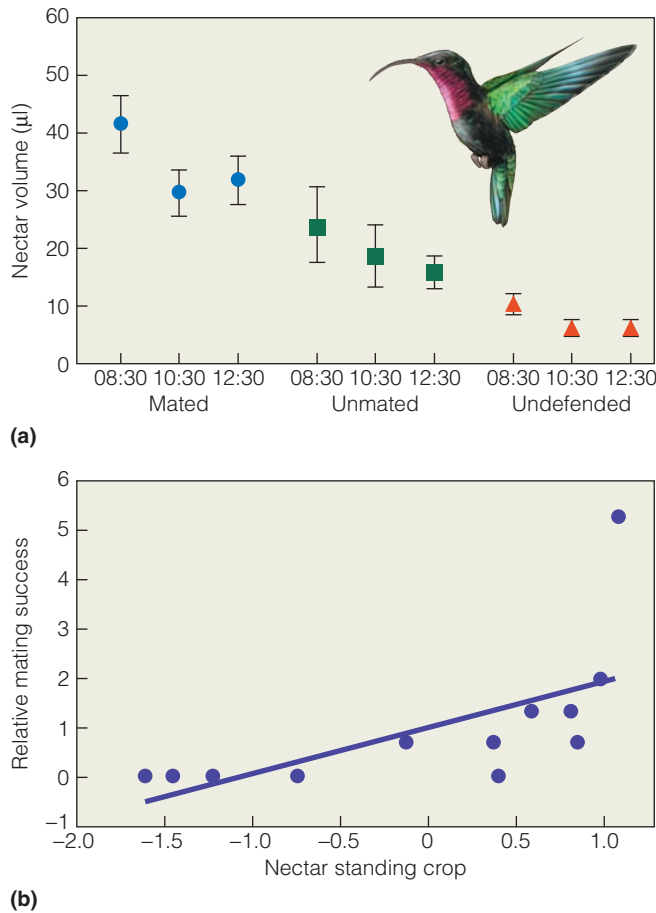 60
50
40
30
20
10
0
Nectar volume (µl)
08:30 10:30 12:30 08:30 10:30 12:30 08:30 10:30 12:30
Mated Unmated Undefended
(a)
6
5
4
3
2
1
0
−1
Relative mating success
−2.0 −1.5 −1.0 −0.5 0 0.5 1.0
Nectar standing crop
(b)